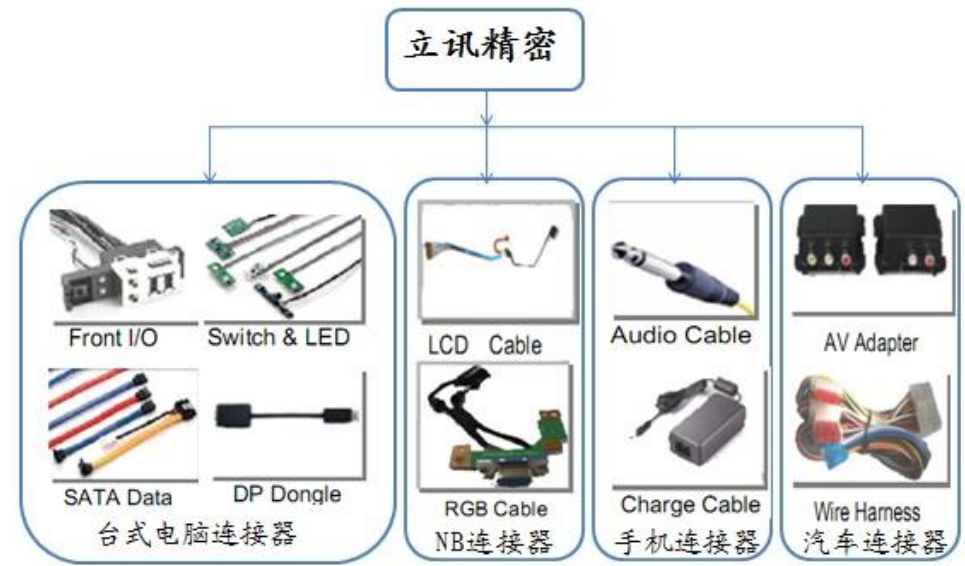 立讯精密
Front I/O
Switch & LED
SATA Data
DP Dongle
台式电脑连接器
LCD Cable
RGB Cable
NB连接器
Audio Cable
Charge Cable
手机连接器
AV Adapter
Wire Harness
汽车连接器